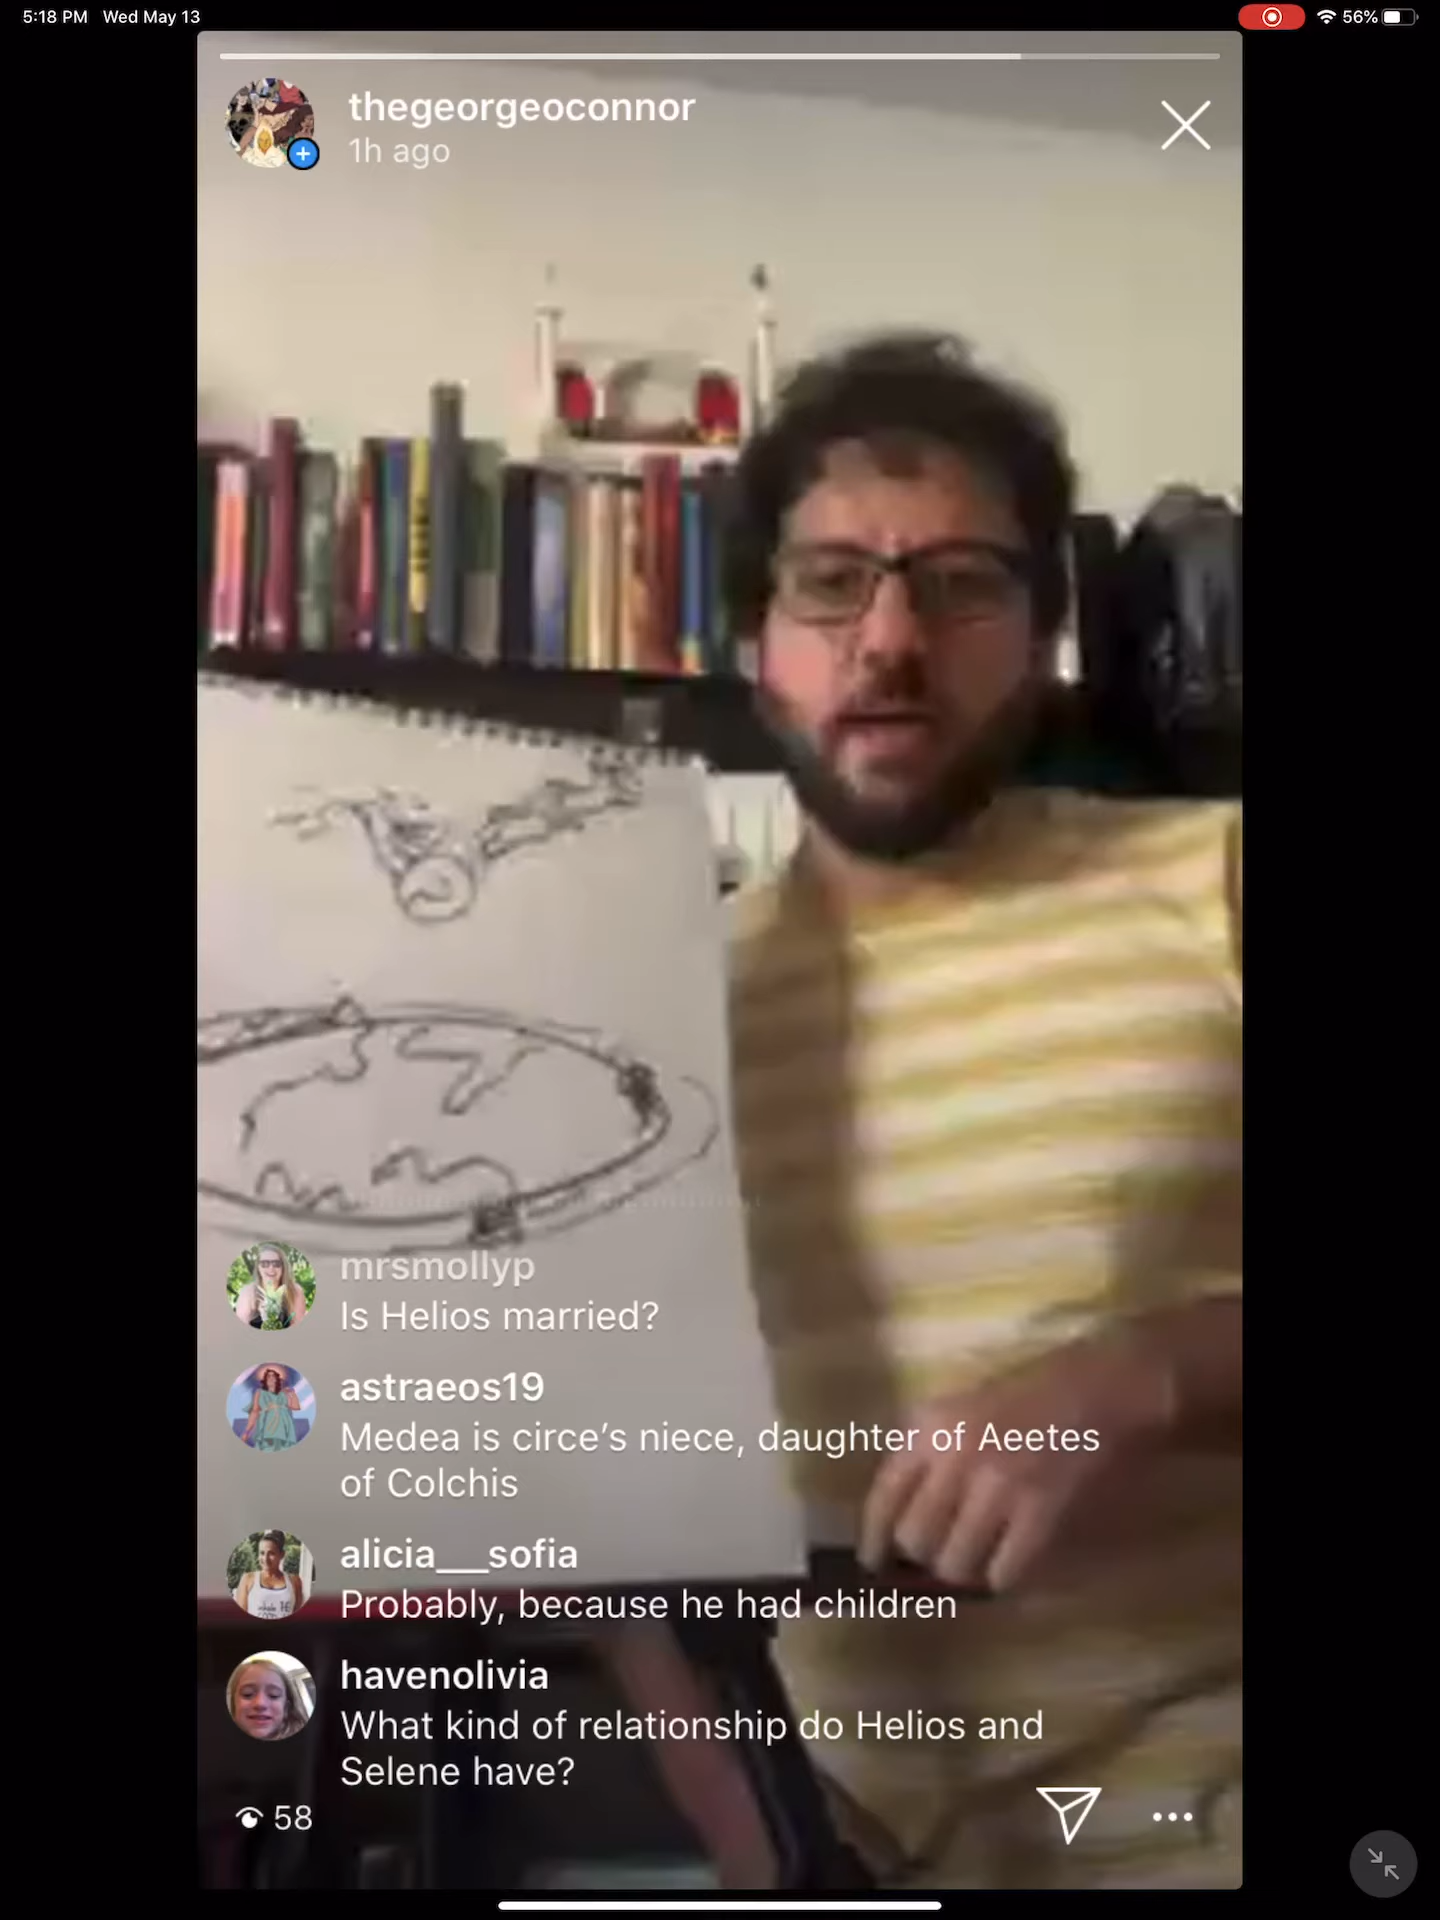 5:18 PM Wed May 13
56%
thegeorgeoconnor
1h ago
mrsmollyp
Is Helios married?
astraeos19
Medea is circe's niece, daughter of Aeetes
of Colchis
alicia___sofia
Probably, because he had children
havenolivia
What kind of relationship do Helios and
Selene have?
58